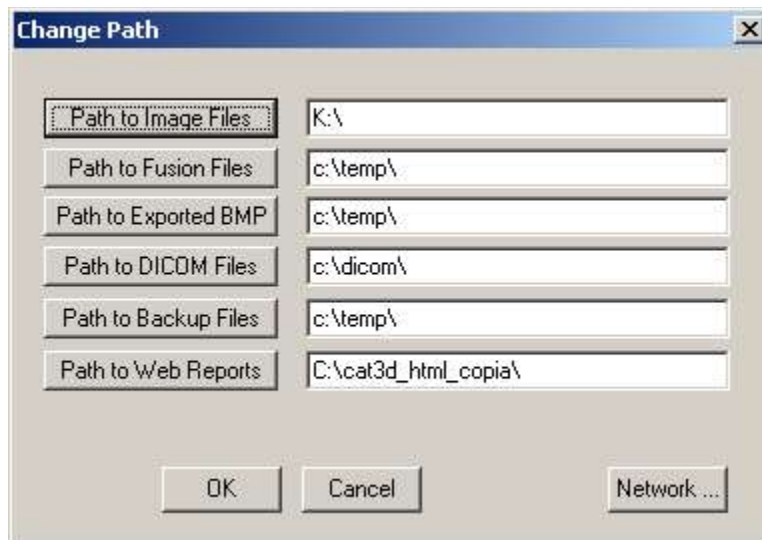 Change Path
Path to Image Files K:\
Path to Fusion Files c:\temp\
Path to Exported BMP c:\temp\
Path to DICOM Files c:\dicom\
Path to Backup Files c:\temp\
Path to Web Reports C:\cat3d_html_copia\
OK Cancel Network ...